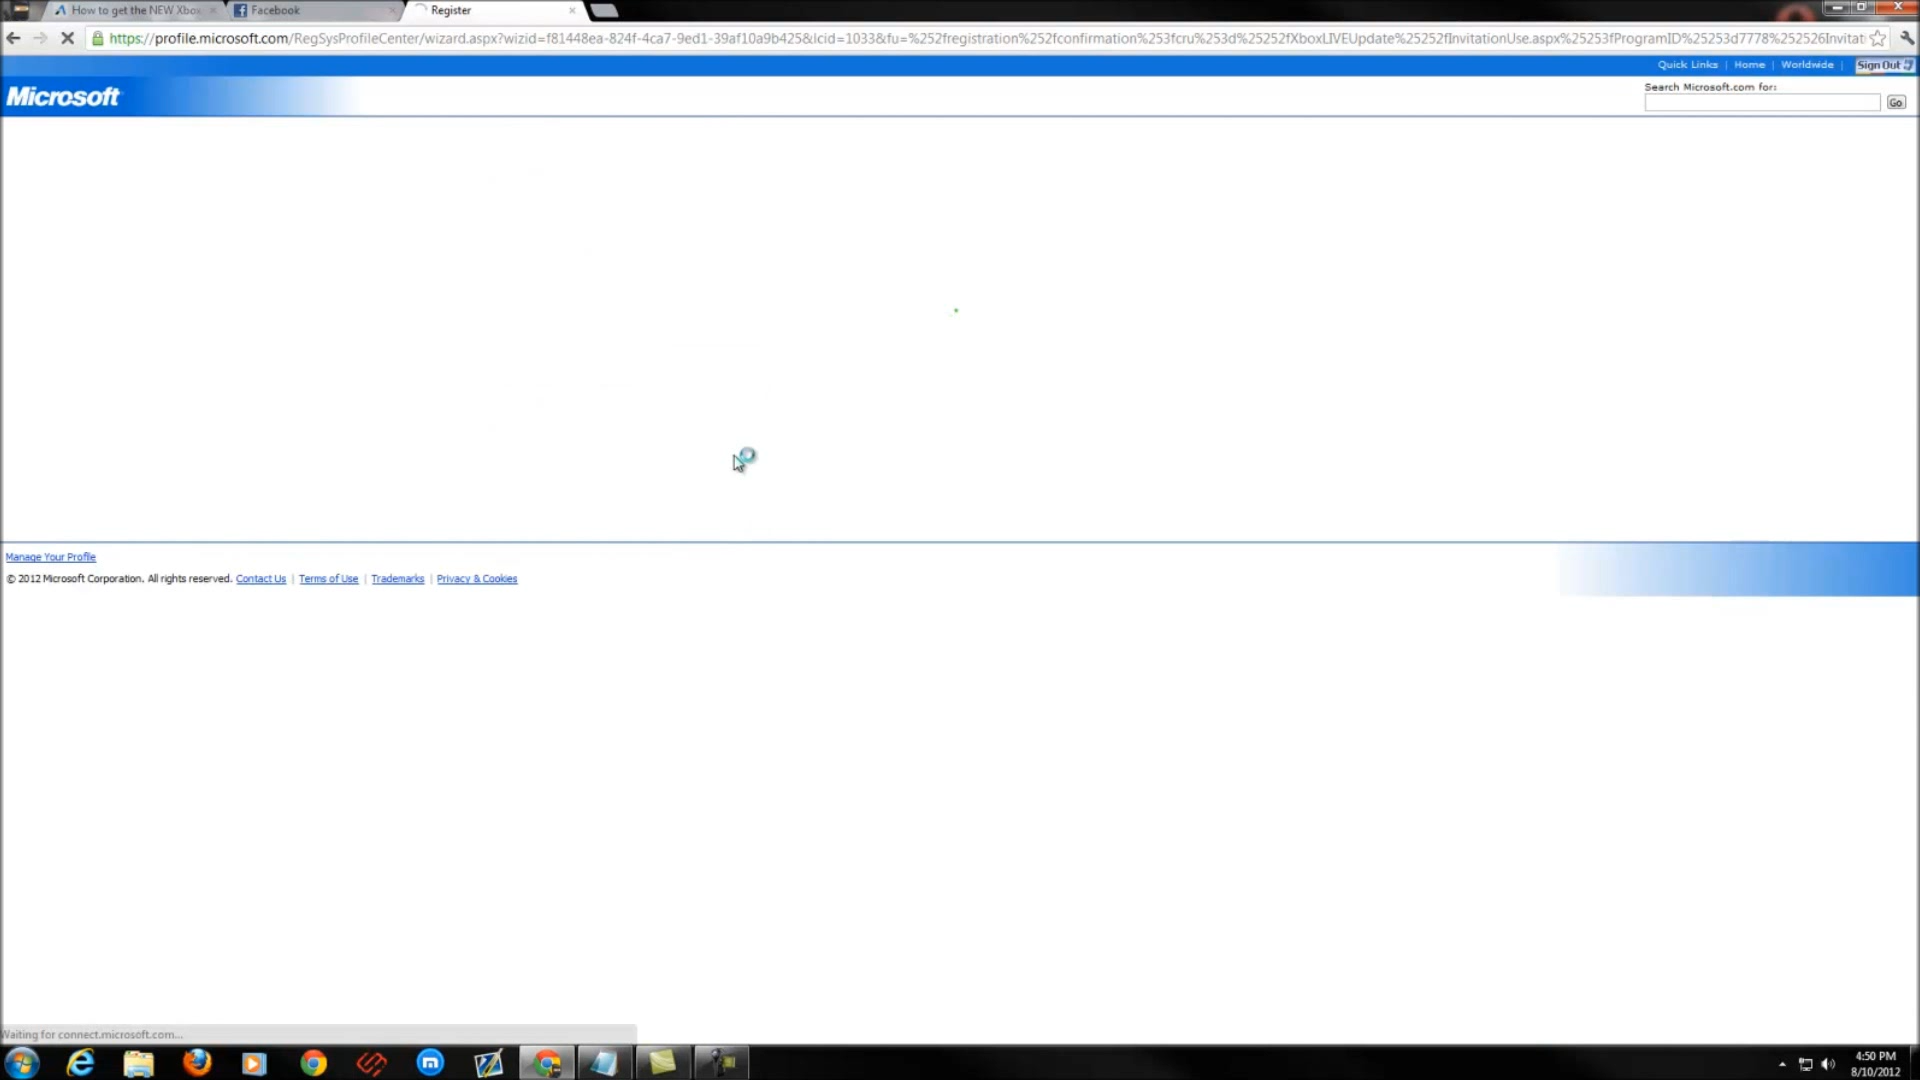 How to get the NEW Xbox
Facebook
Register
https://profile.microsoft.com/RegSysProfileCenter/wizard.aspx?wizid=f81448ea-824f-4ca7-9ed1-39af10a9b425&lcid=1033&fu=%252fregistration%252fconfirmation%253fcru%253d%25252fXboxLIVEUpdate%25252fInvitationUse.aspx%25253fProgramID%25253d7778%252526Invitat
Quick Links | Home | Worldwide | Sign Out
Microsoft
Search Microsoft.com for:
Go
Manage Your Profile
© 2012 Microsoft Corporation. All rights reserved. Contact Us | Terms of Use | Trademarks | Privacy & Cookies
Waiting for connect.microsoft.com...
4:50 PM
8/10/2012